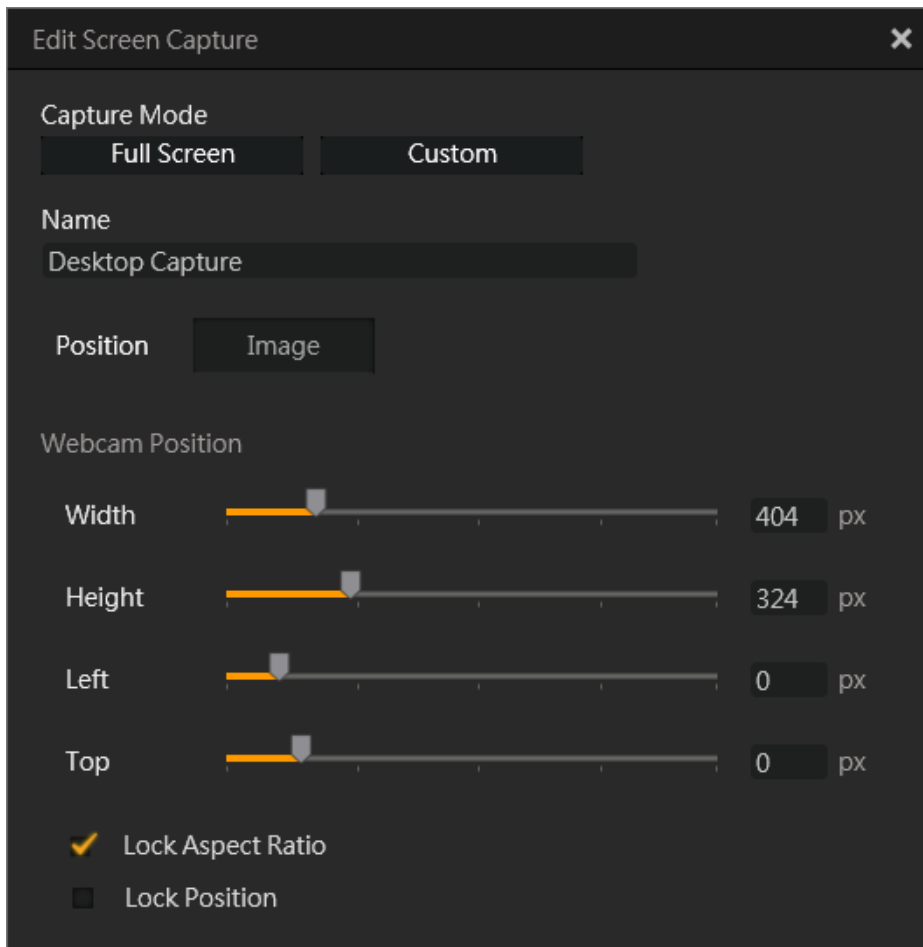 Edit Screen Capture
Capture Mode
Full Screen Custom
Name
Desktop Capture
Position Image
Webcam Position
Width 404 px
Height 324 px
Left 0 px
Top 0 px
Lock Aspect Ratio
Lock Position